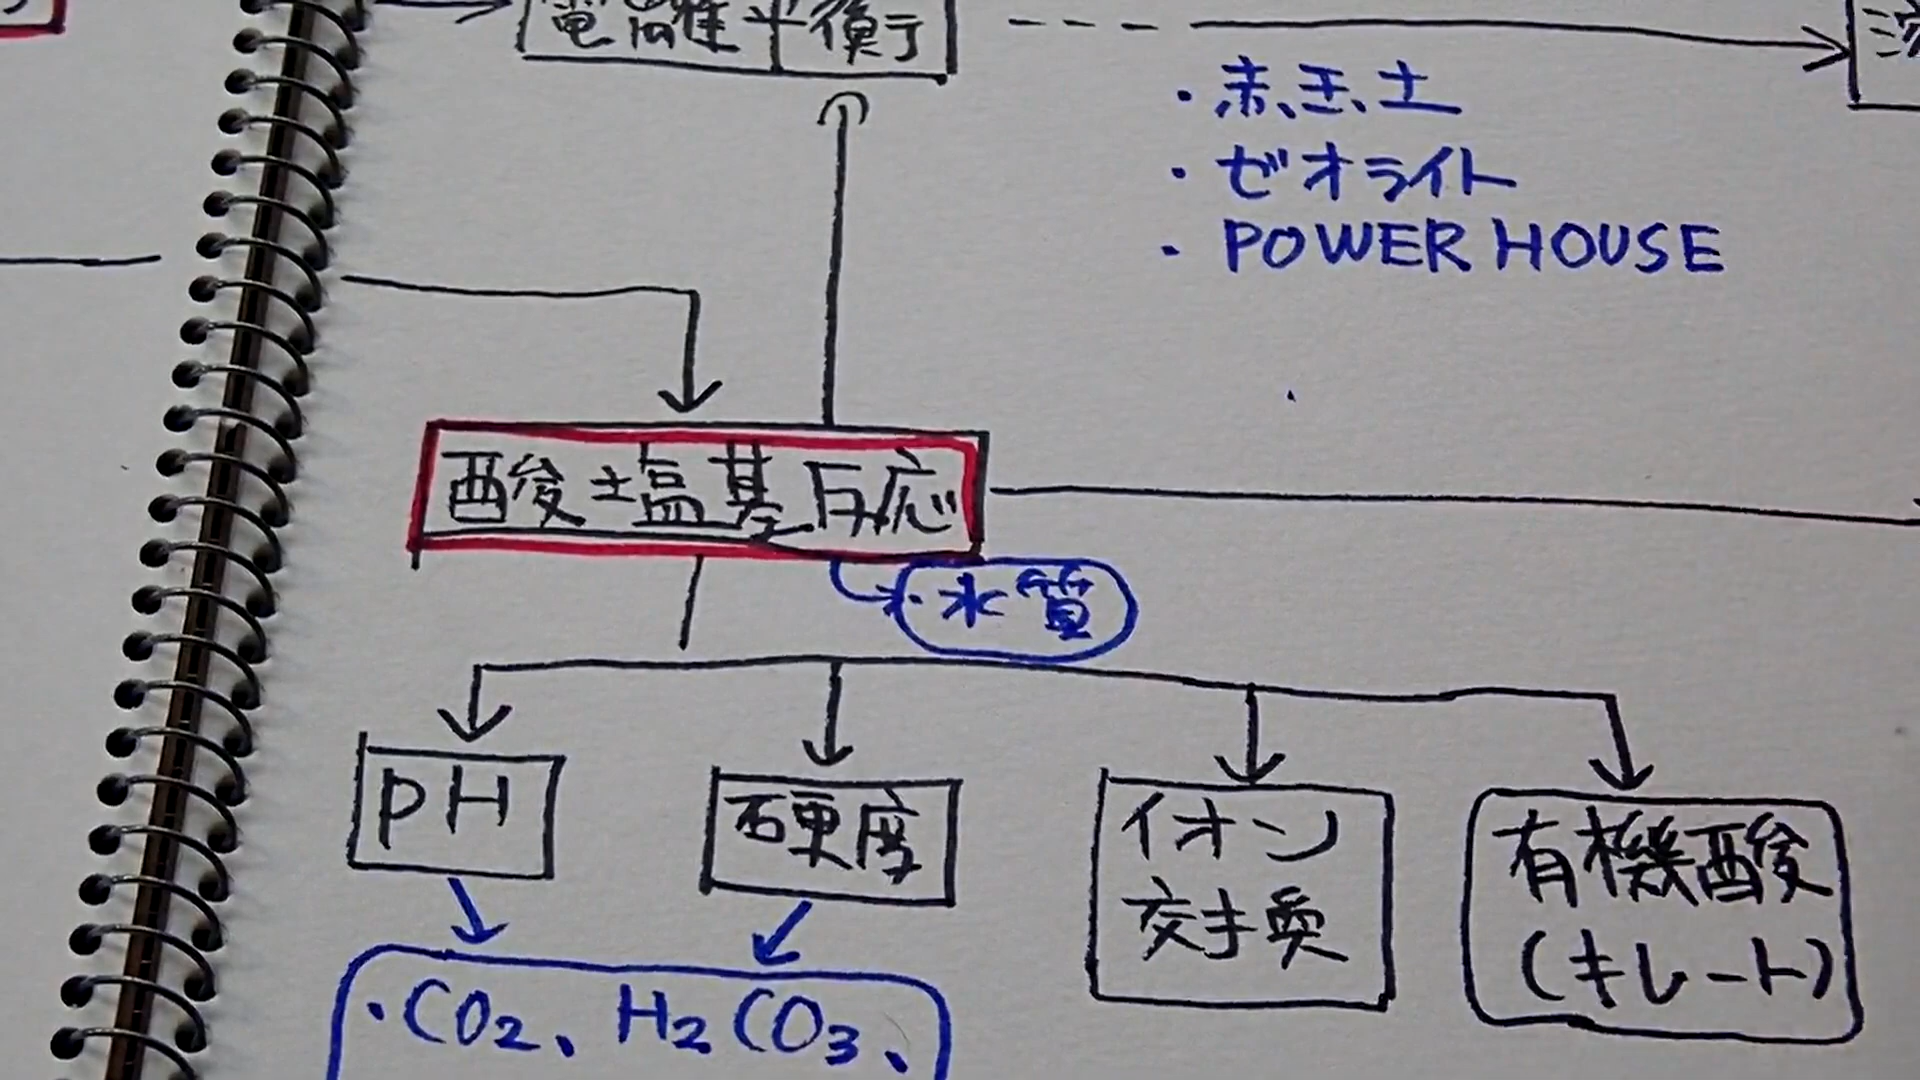 電離平衡
・赤玉土
・ゼオライト
・POWER HOUSE
酸塩基反応
・水質
PH
硬度
イオン
交換
有機酸
(キレート)
・CO2、H2CO3、